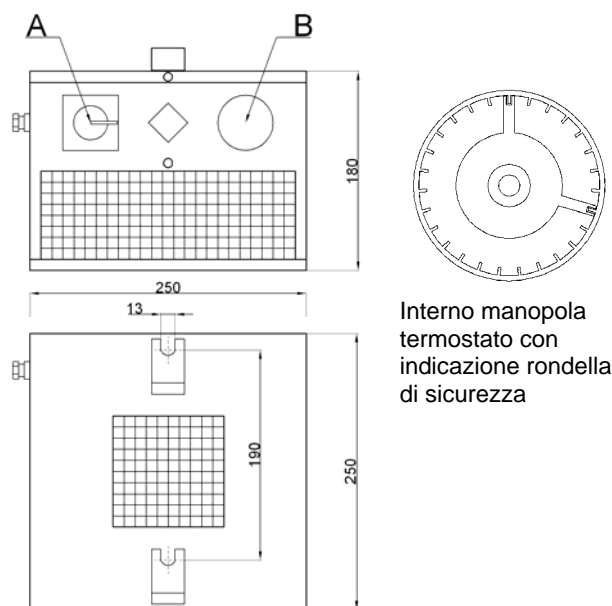 A
B
180
250
13
190
250
Interno manopola
termostato con
indicazione rondella
di sicurezza